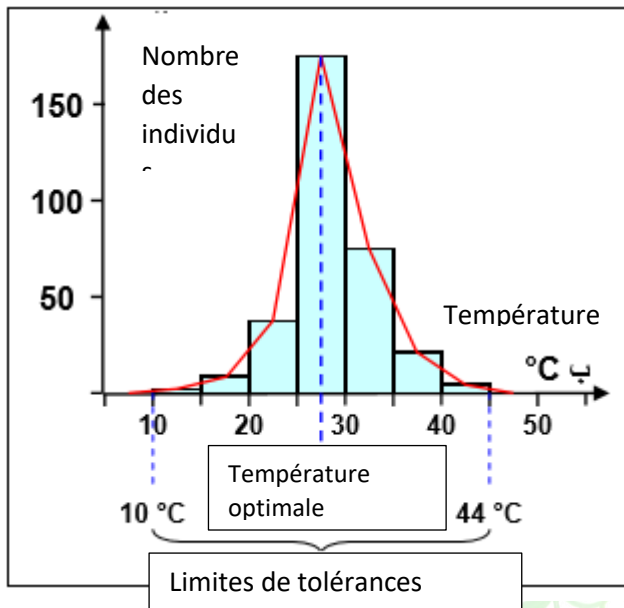 Nombre
des
individu
150
100
50
Température
°C ب
10 20 30 40 50
Température
optimale
10 °C
44 °C
Limites de tolérances